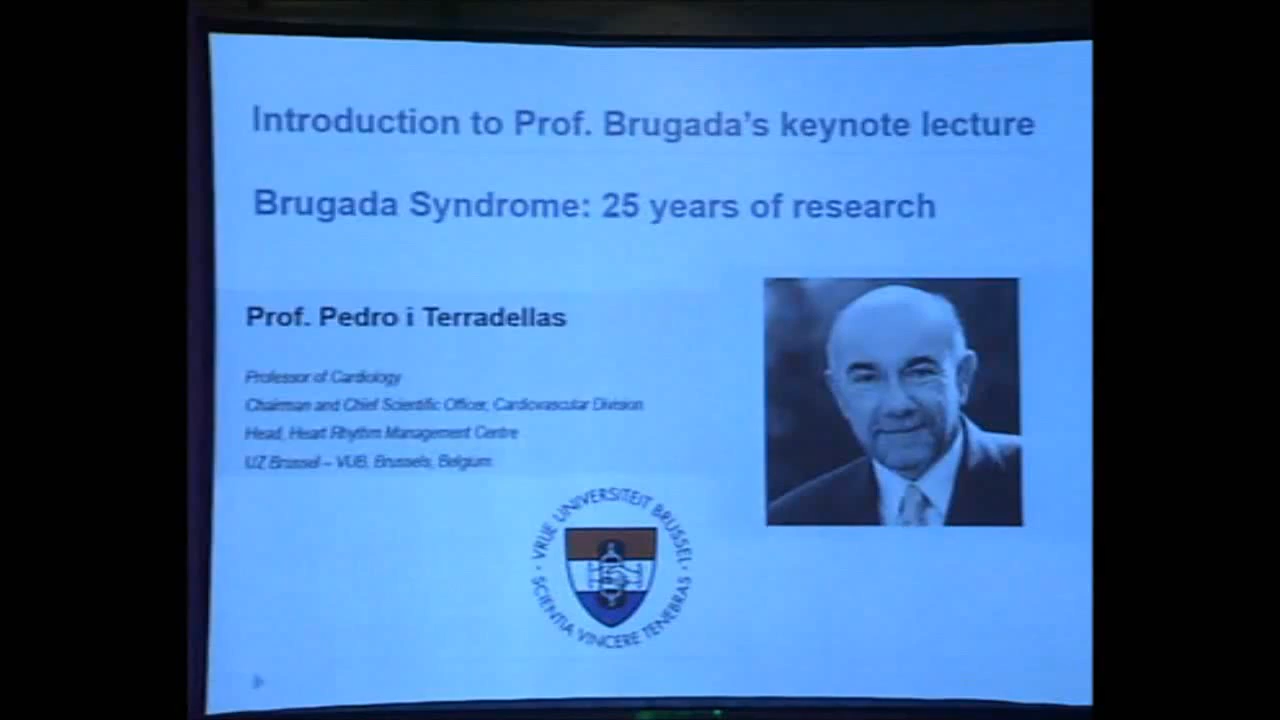 Introduction to Prof. Brugada's keynote lecture
Brugada Syndrome: 25 years of research
Prof. Pedro i Terradellas
Professor of Cardiology
Chairman and Chief Scientific Officer, Cardiovascular Division
Head, Heart Rhythm Management Centre
UZ Brussel – VUB, Brussels, Belgium
VRIJE UNIVERSITEIT BRUSSEL
SCIENTIA VINCERE TENEBRAS